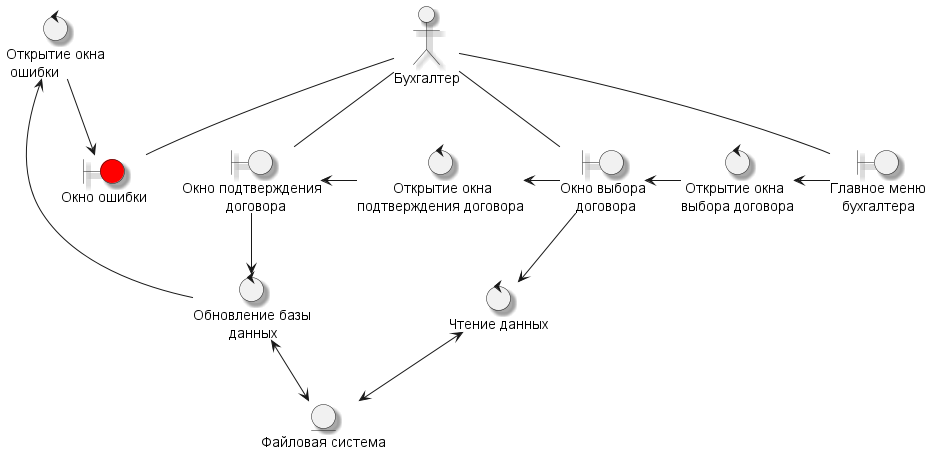 Открытие окна
ошибки
Бухгалтер
Окно ошибки
Окно подтверждения
договора
Открытие окна
подтверждения договора
Окно выбора
договора
Открытие окна
выбора договора
Главное меню
бухгалтера
Обновление базы
данных
Чтение данных
Файловая система